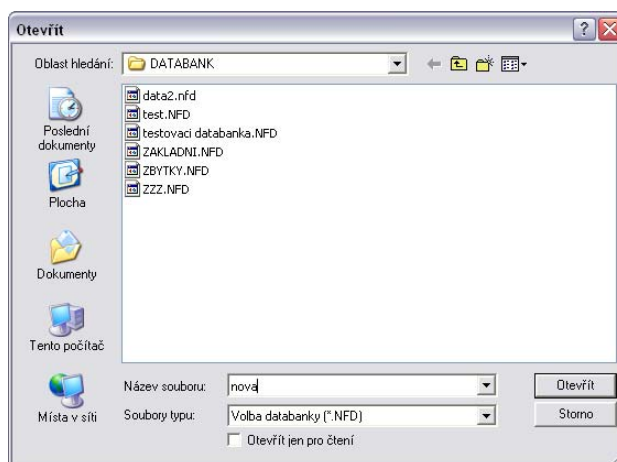 Otevřít
Oblast hledání: DATABANK
data2.nfd
test.NFD
testovaci databanka.NFD
ZAKLADNI.NFD
ZBYTKY.NFD
ZZZ.NFD
Poslední
dokumenty
Plocha
Dokumenty
Tento počítač
Místa v síti
Název souboru: nova Otevřít
Soubory typu: Volba databanky (*.NFD) Storno
Otevřít jen pro čtení